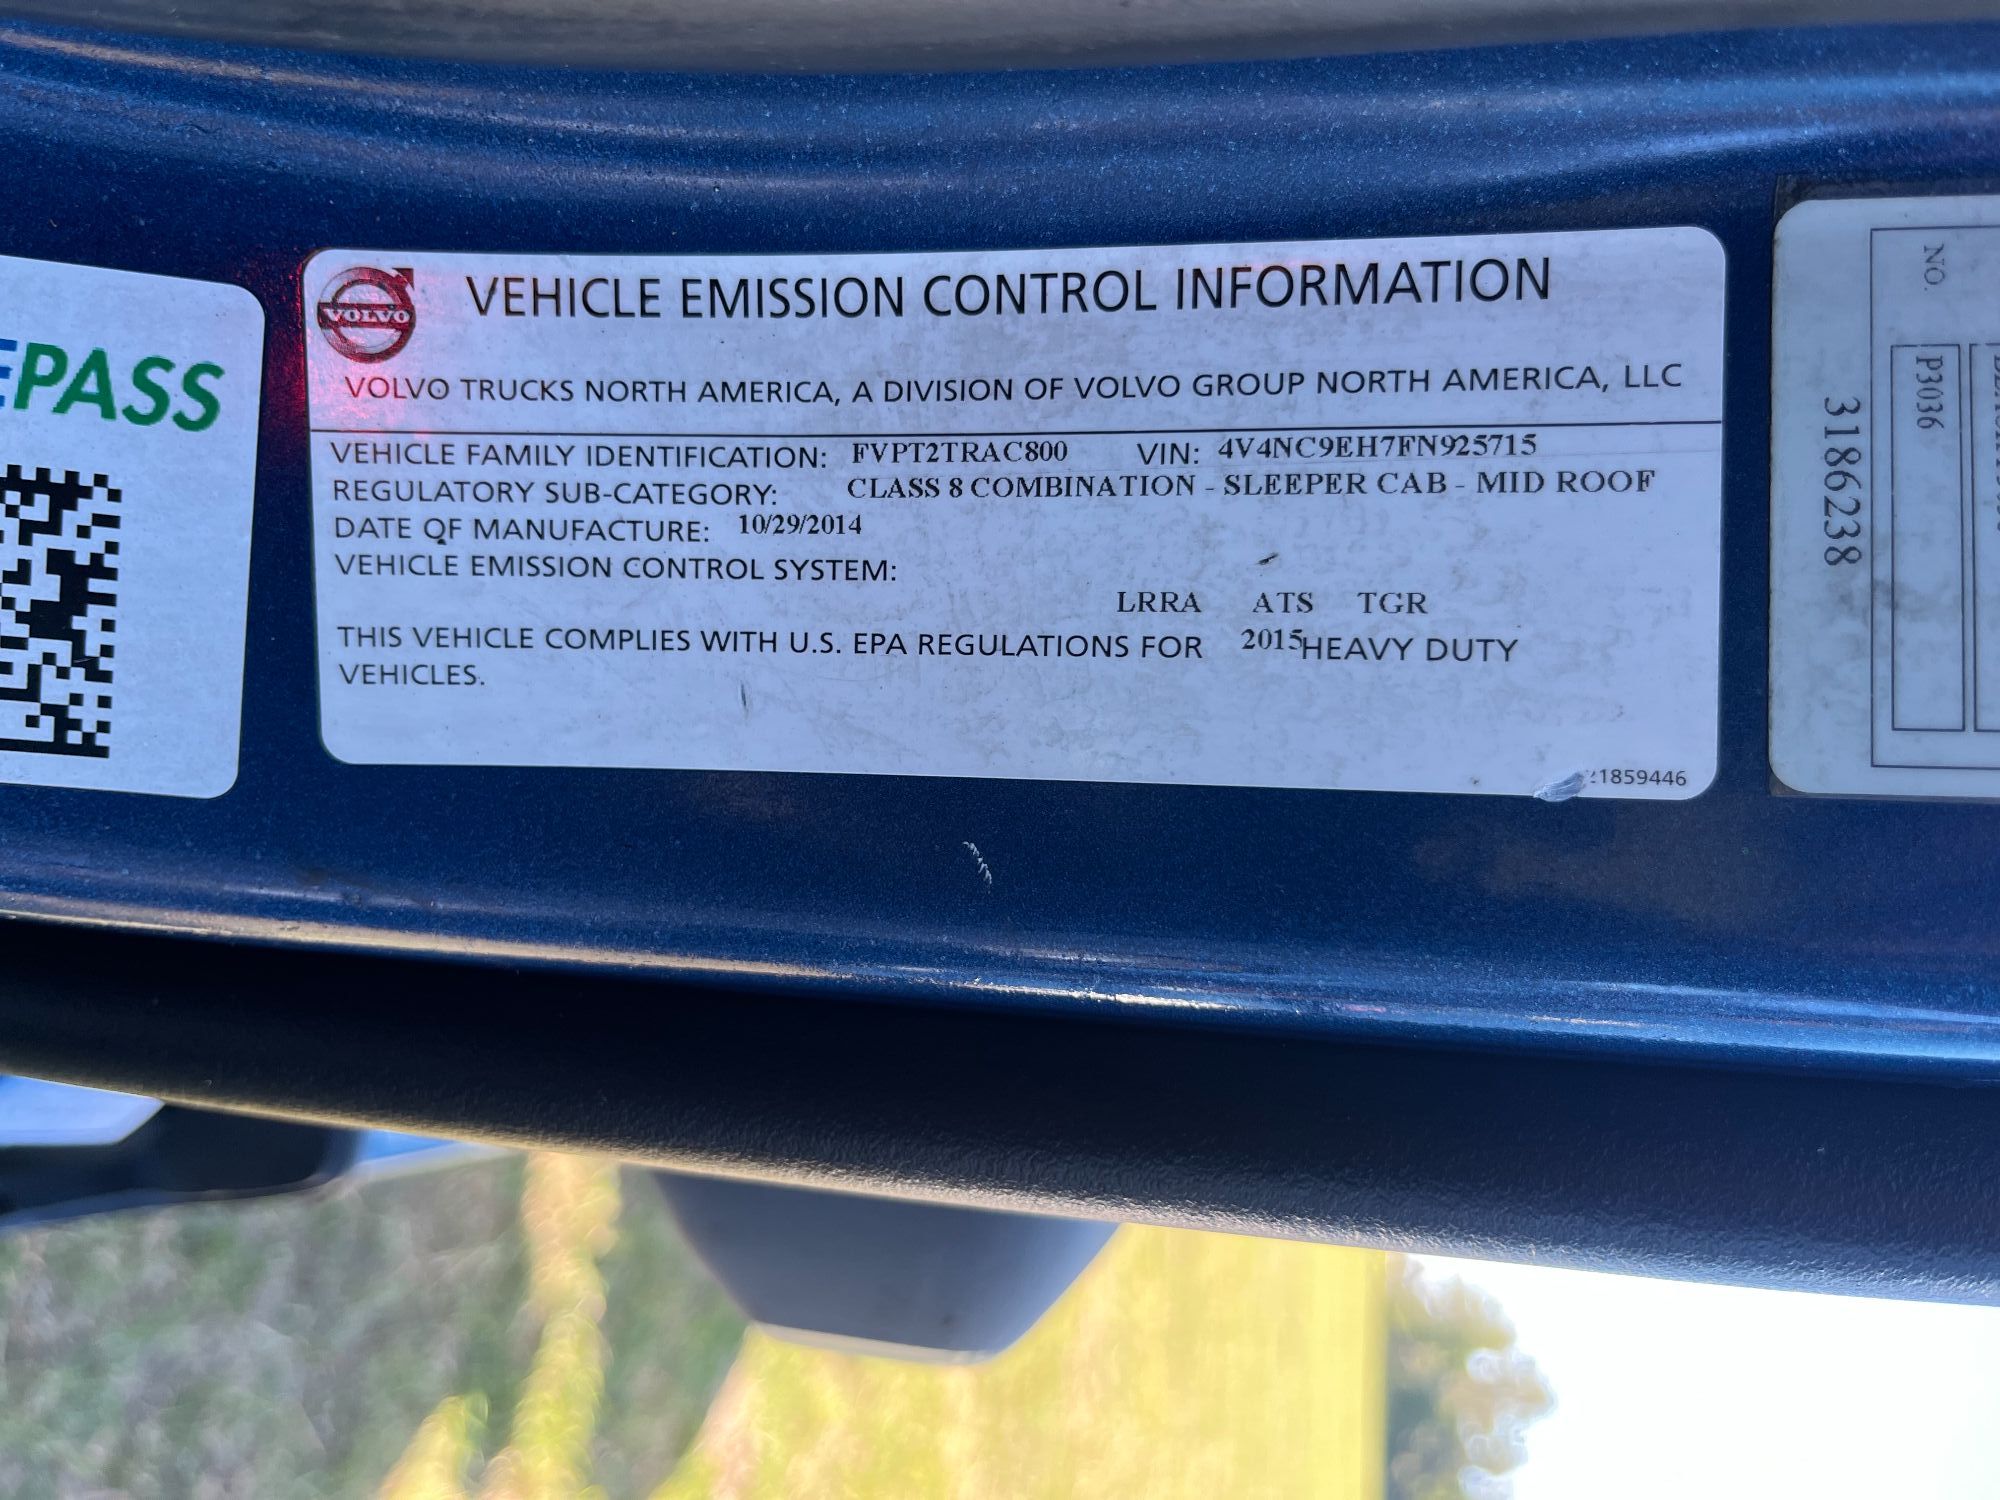 EPASS
VOLVO
VEHICLE EMISSION CONTROL INFORMATION
VOLVO TRUCKS NORTH AMERICA, A DIVISION OF VOLVO GROUP NORTH AMERICA, LLC
VEHICLE FAMILY IDENTIFICATION: FVPT2TRAC800 VIN: 4V4NC9EH7FN925715
REGULATORY SUB-CATEGORY: CLASS 8 COMBINATION - SLEEPER CAB - MID ROOF
DATE OF MANUFACTURE: 10/29/2014
VEHICLE EMISSION CONTROL SYSTEM:
LRRA ATS TGR
THIS VEHICLE COMPLIES WITH U.S. EPA REGULATIONS FOR 2015HEAVY DUTY
VEHICLES.
21859446
NO.
P3036
3186238